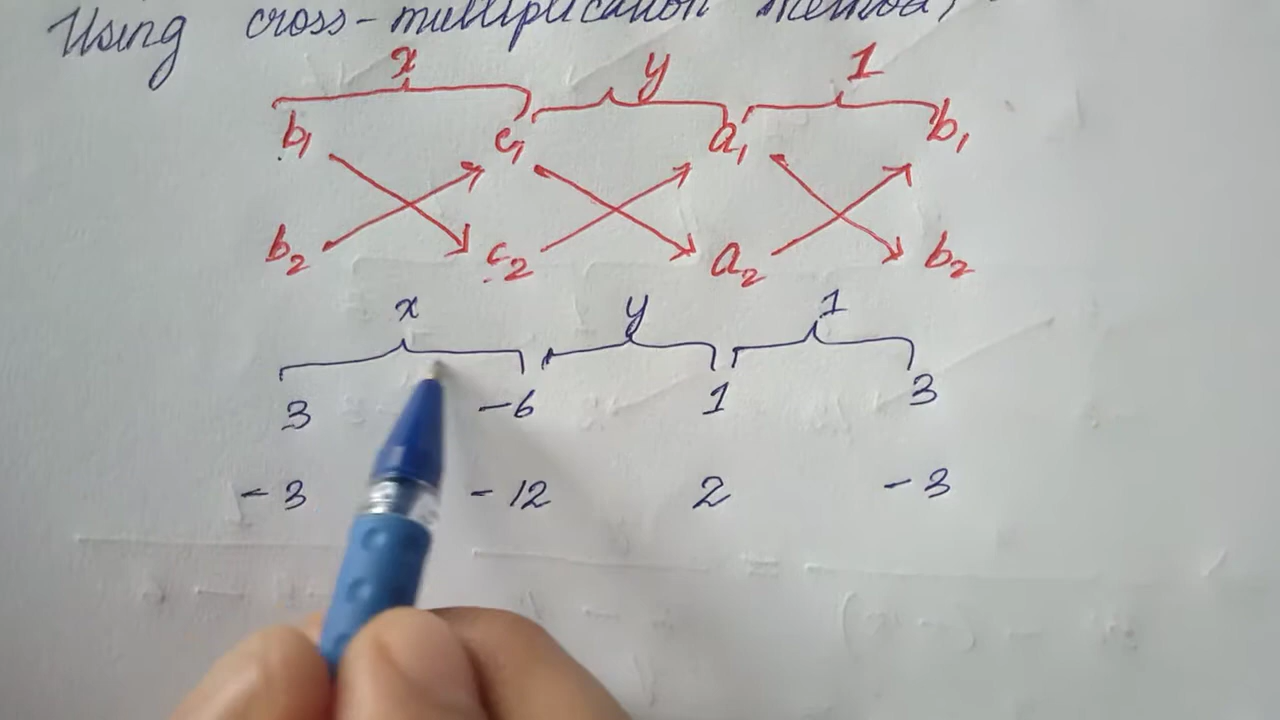 Using cross-multiplication method,
x y 1
b₁ c₁ a₁ b₁
b₂ c₂ a₂ b₂
x y 1
3 -6 1 3
-3 -12 2 -3